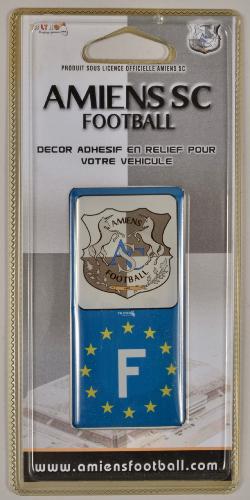 PRODUIT SOUS LICENCE OFFICIELLE AMIENS SC
AMIENS SC
FOOTBALL
DECOR ADHESIF EN RELIEF POUR
VOTRE VEHICULE
AMIENS
AS
FOOTBALL
F
www.amiensfootball.com